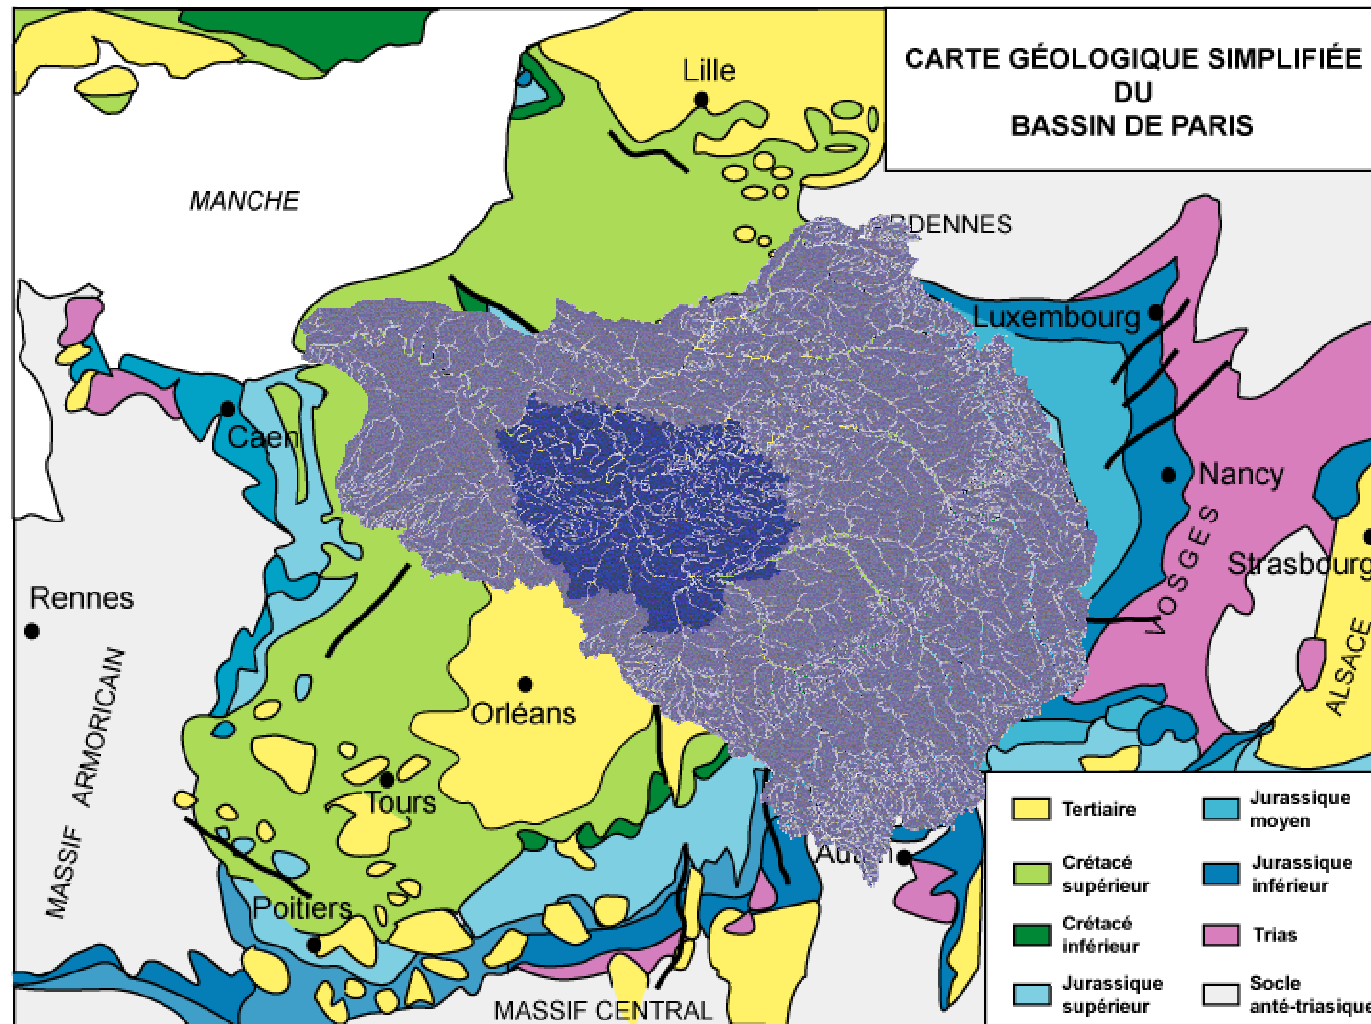 CARTE GÉOLOGIQUE SIMPLIFIÉE
DU
BASSIN DE PARIS
Lille
MANCHE
Luxembourg
Caen
Nancy
VOSGES
Strasbourg
Rennes
ALSACE
MASSIF ARMORICAIN
Orléans
Tours
Poitiers
MASSIF CENTRAL
Tertiaire
Crétacé
supérieur
Crétacé
inférieur
Jurassique
supérieur
Jurassique
moyen
Jurassique
inférieur
Trias
Socle
anté-triasique